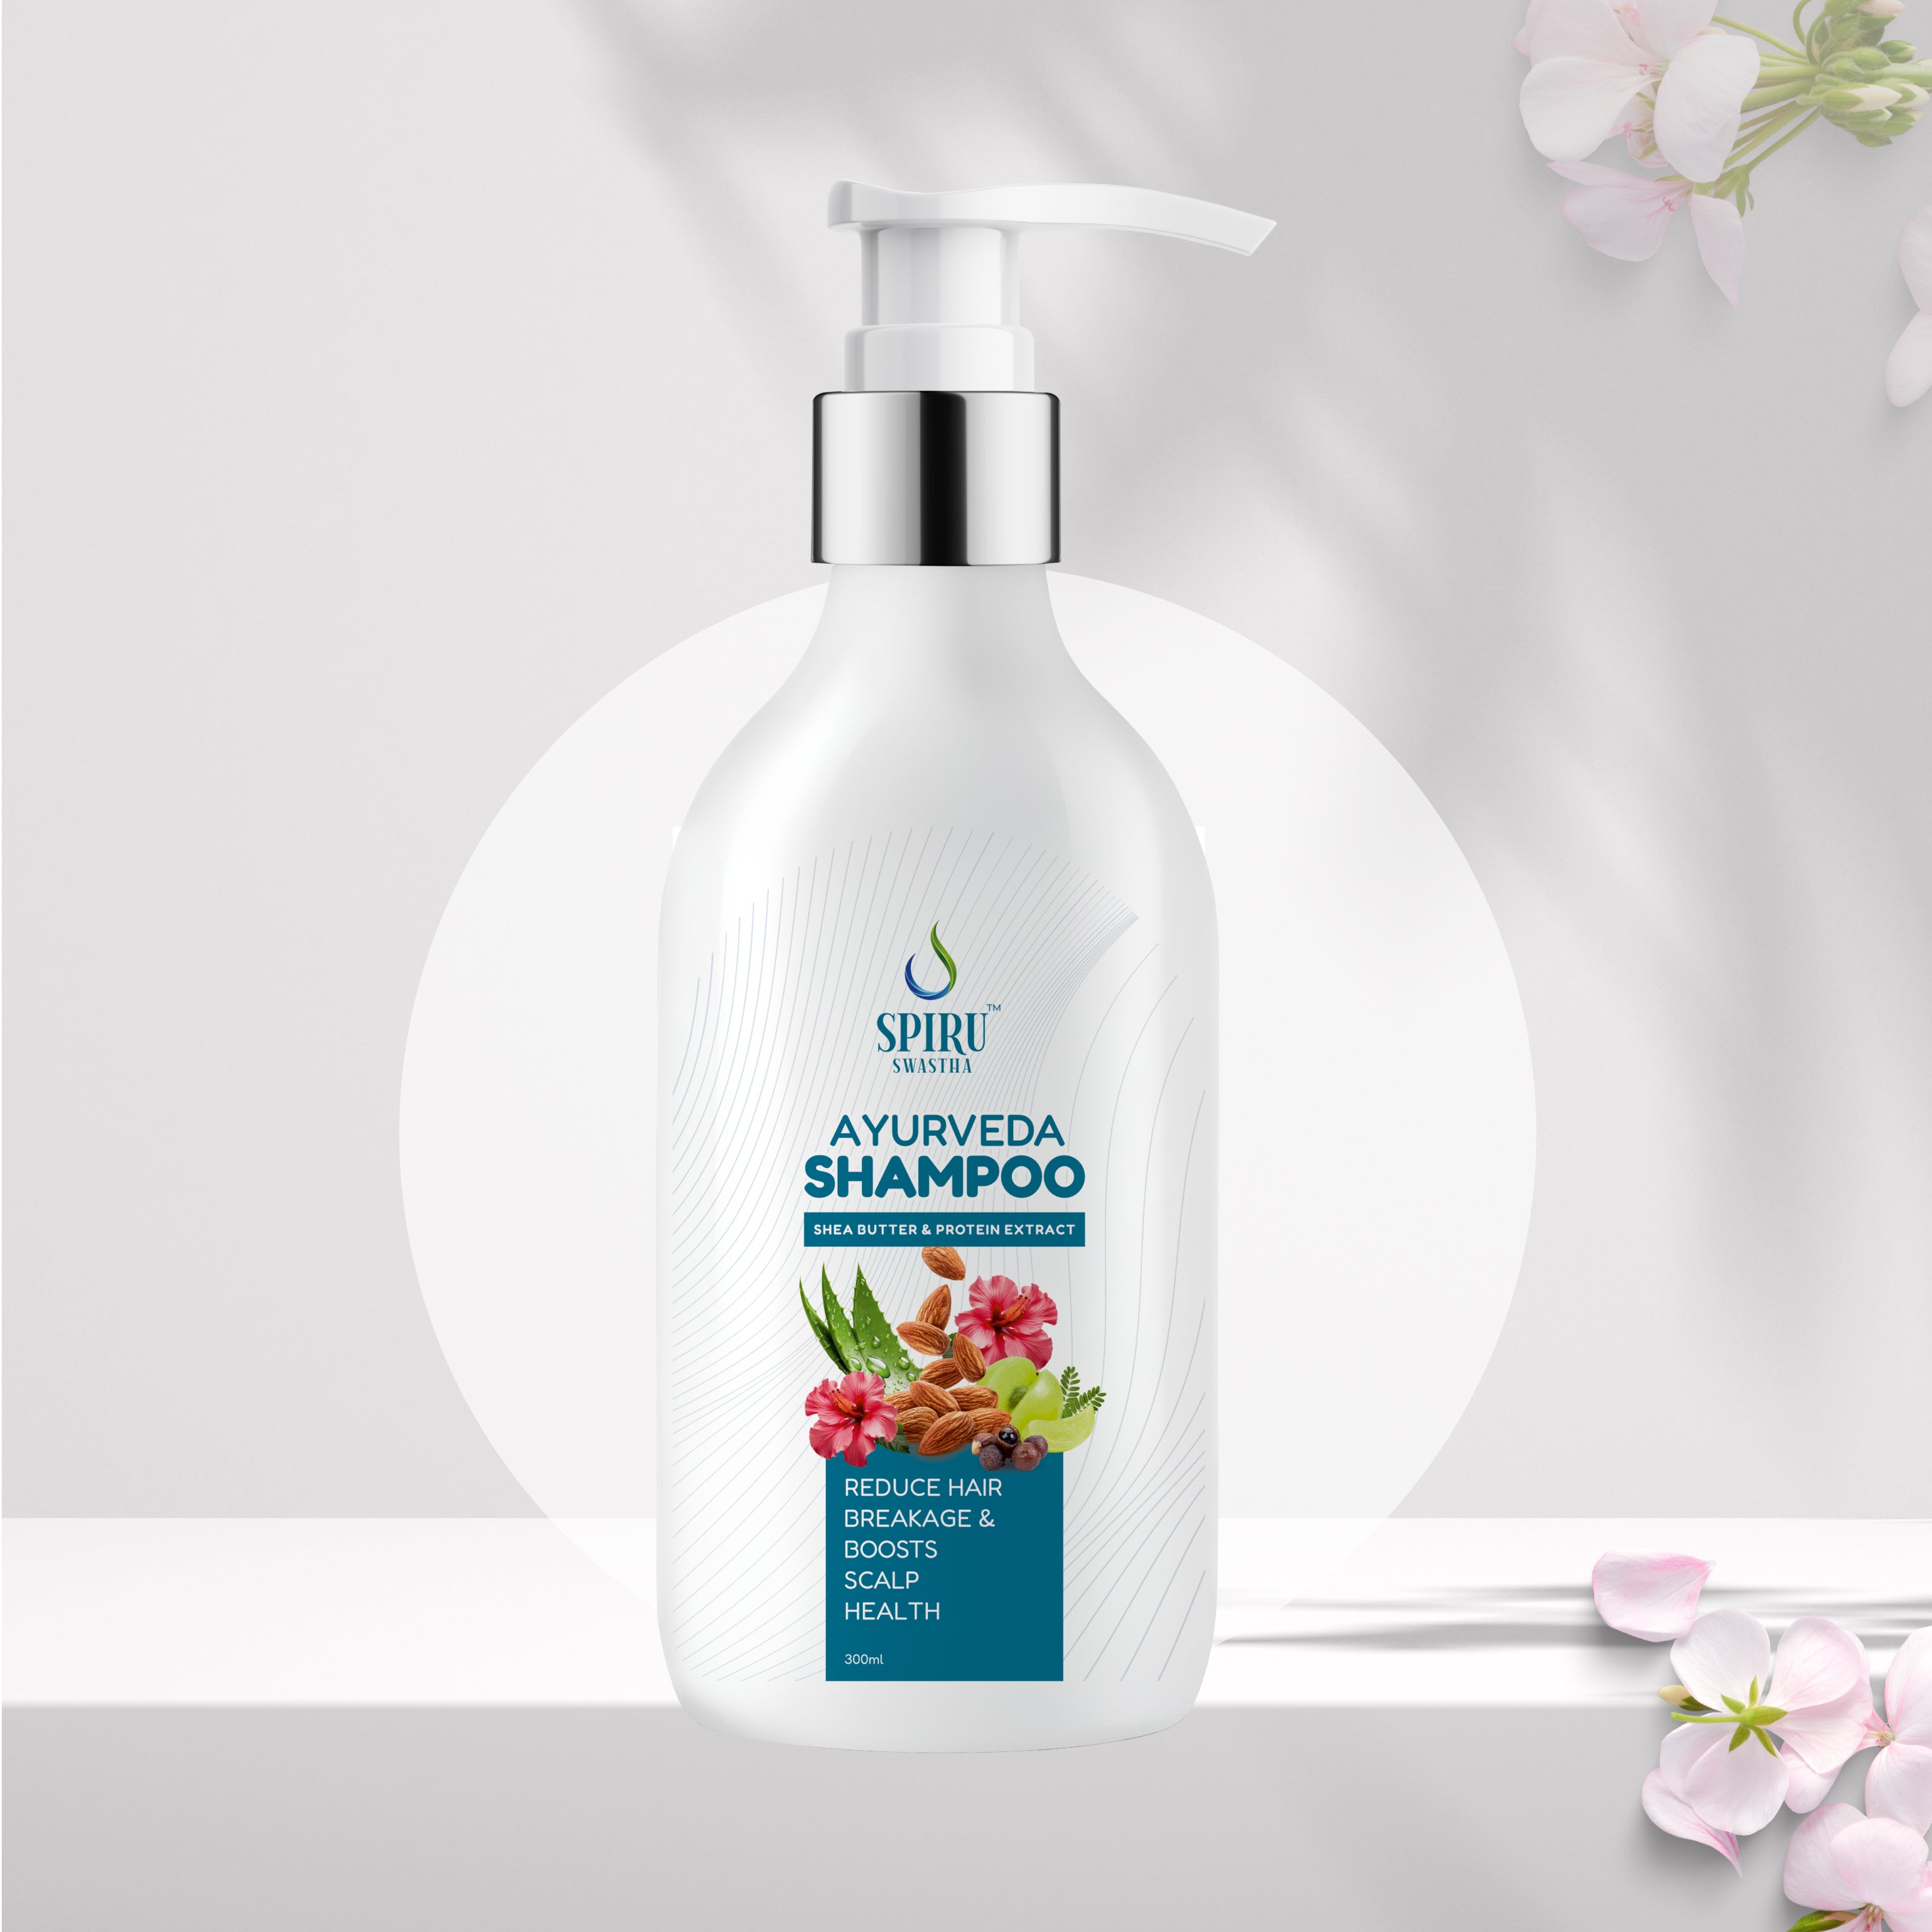 SPIRU™
SWASTHA
AYURVEDA
SHAMPOO
SHEA BUTTER & PROTEIN EXTRACT
REDUCE HAIR
BREAKAGE &
BOOSTS
SCALP
HEALTH
300ml